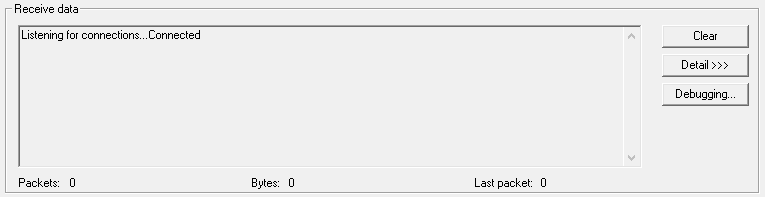 Receive data
Listening for connections...Connected
Clear
Detail >>>
Debugging...
Packets: 0 Bytes: 0 Last packet: 0